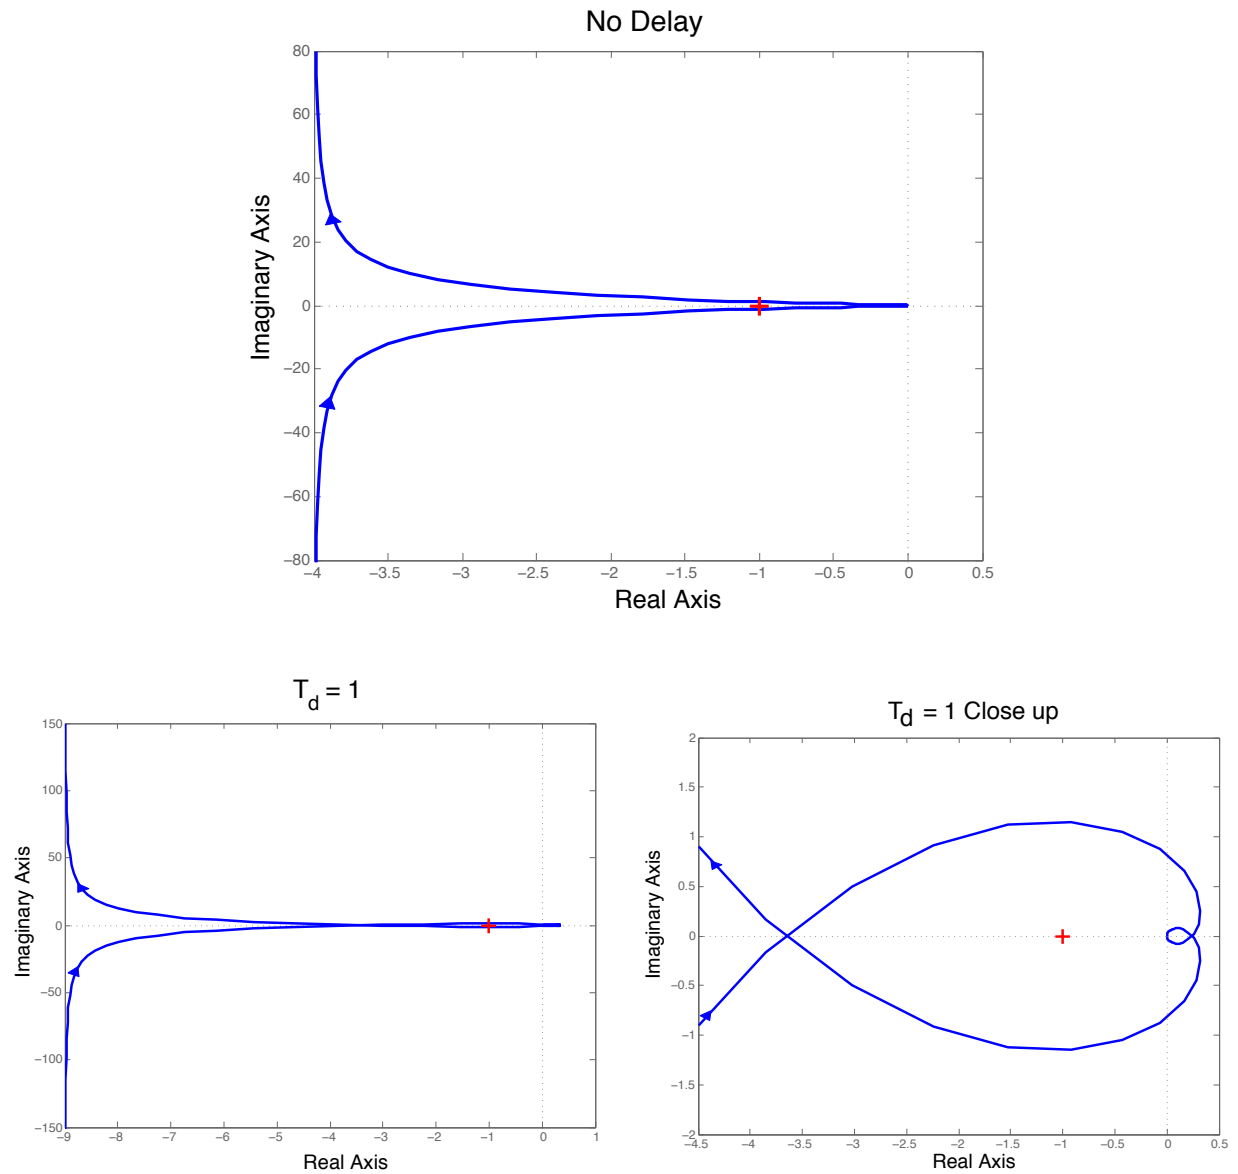 No Delay
80
60
40
20
0
−20
−40
−60
−80
Imaginary Axis
−4 −3.5 −3 −2.5 −2 −1.5 −1 −0.5 0 0.5
Real Axis
T_d = 1
150
100
50
0
−50
−100
−150
Imaginary Axis
−9 −8 −7 −6 −5 −4 −3 −2 −1 0 1
Real Axis
T_d = 1 Close up
2
1.5
1
0.5
0
−0.5
−1
−1.5
−2
Imaginary Axis
−4.5 −4 −3.5 −3 −2.5 −2 −1.5 −1 −0.5 0 0.5
Real Axis